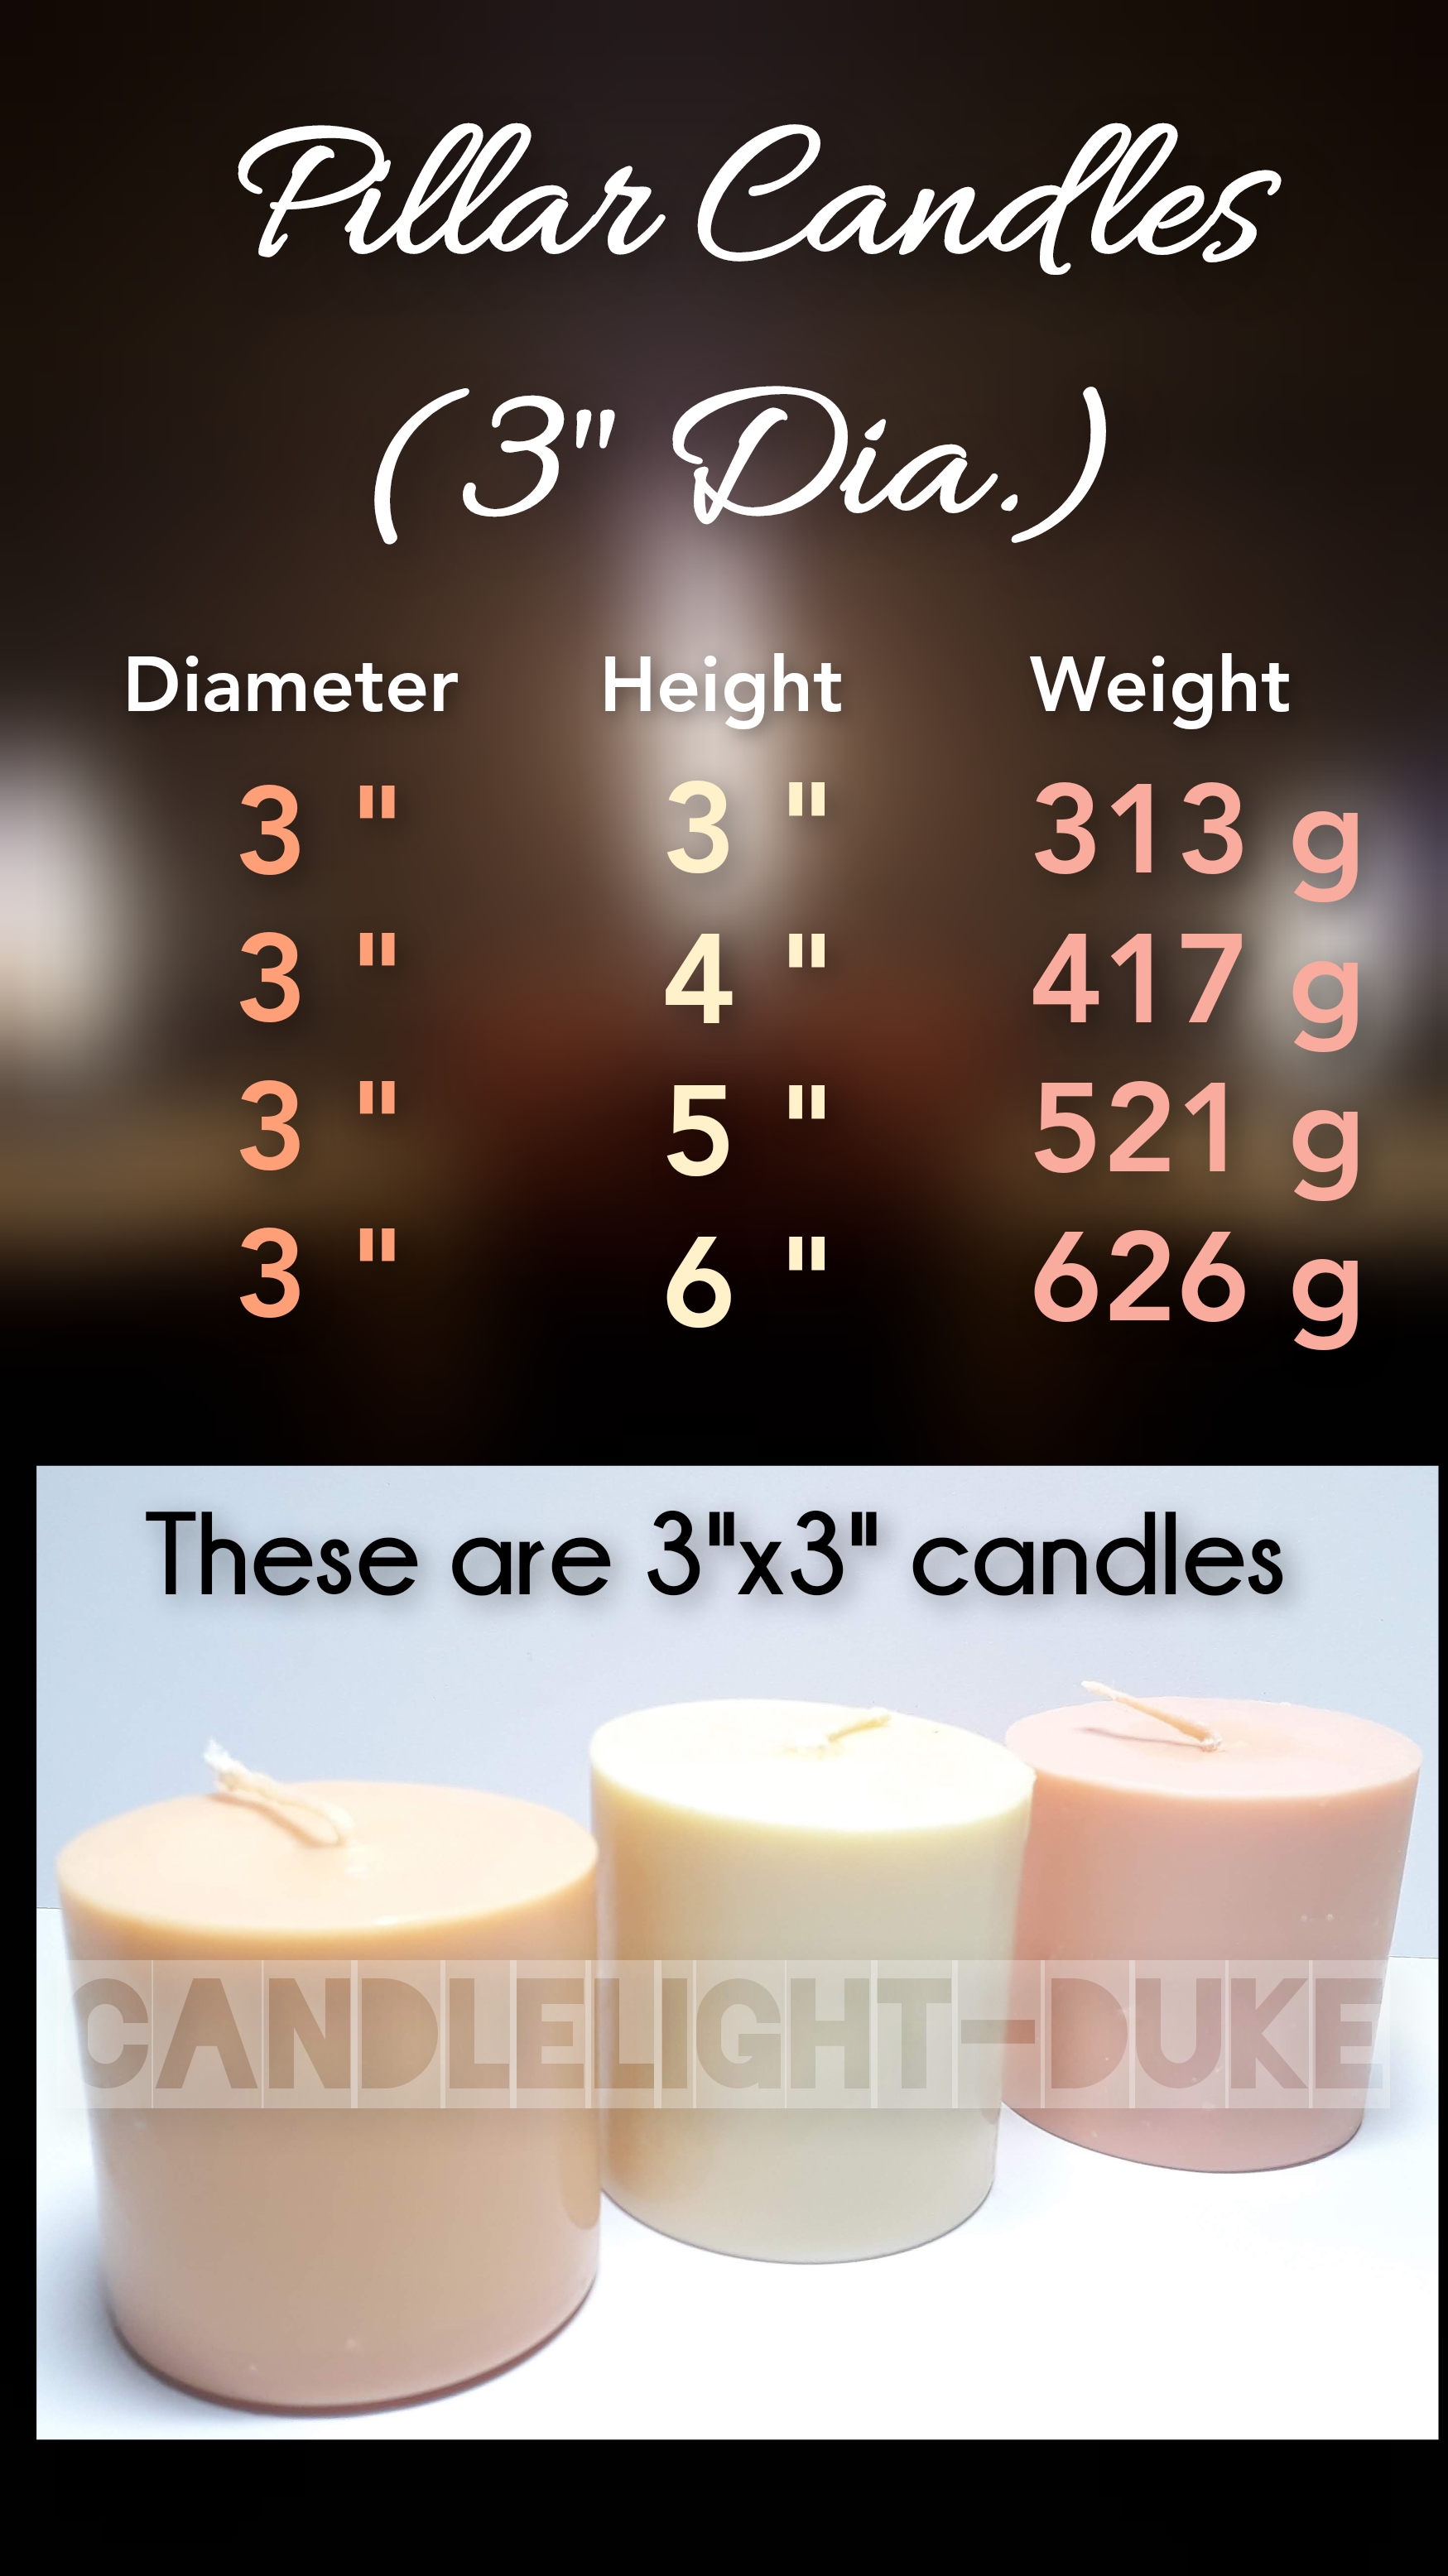 Pillar Candles
(3" Dia.)
Diameter Height Weight
3 " 3 " 313 g
3 " 4 " 417 g
3 " 5 " 521 g
3 " 6 " 626 g
These are 3"x3" candles
CANDLELIGHT-DUKE